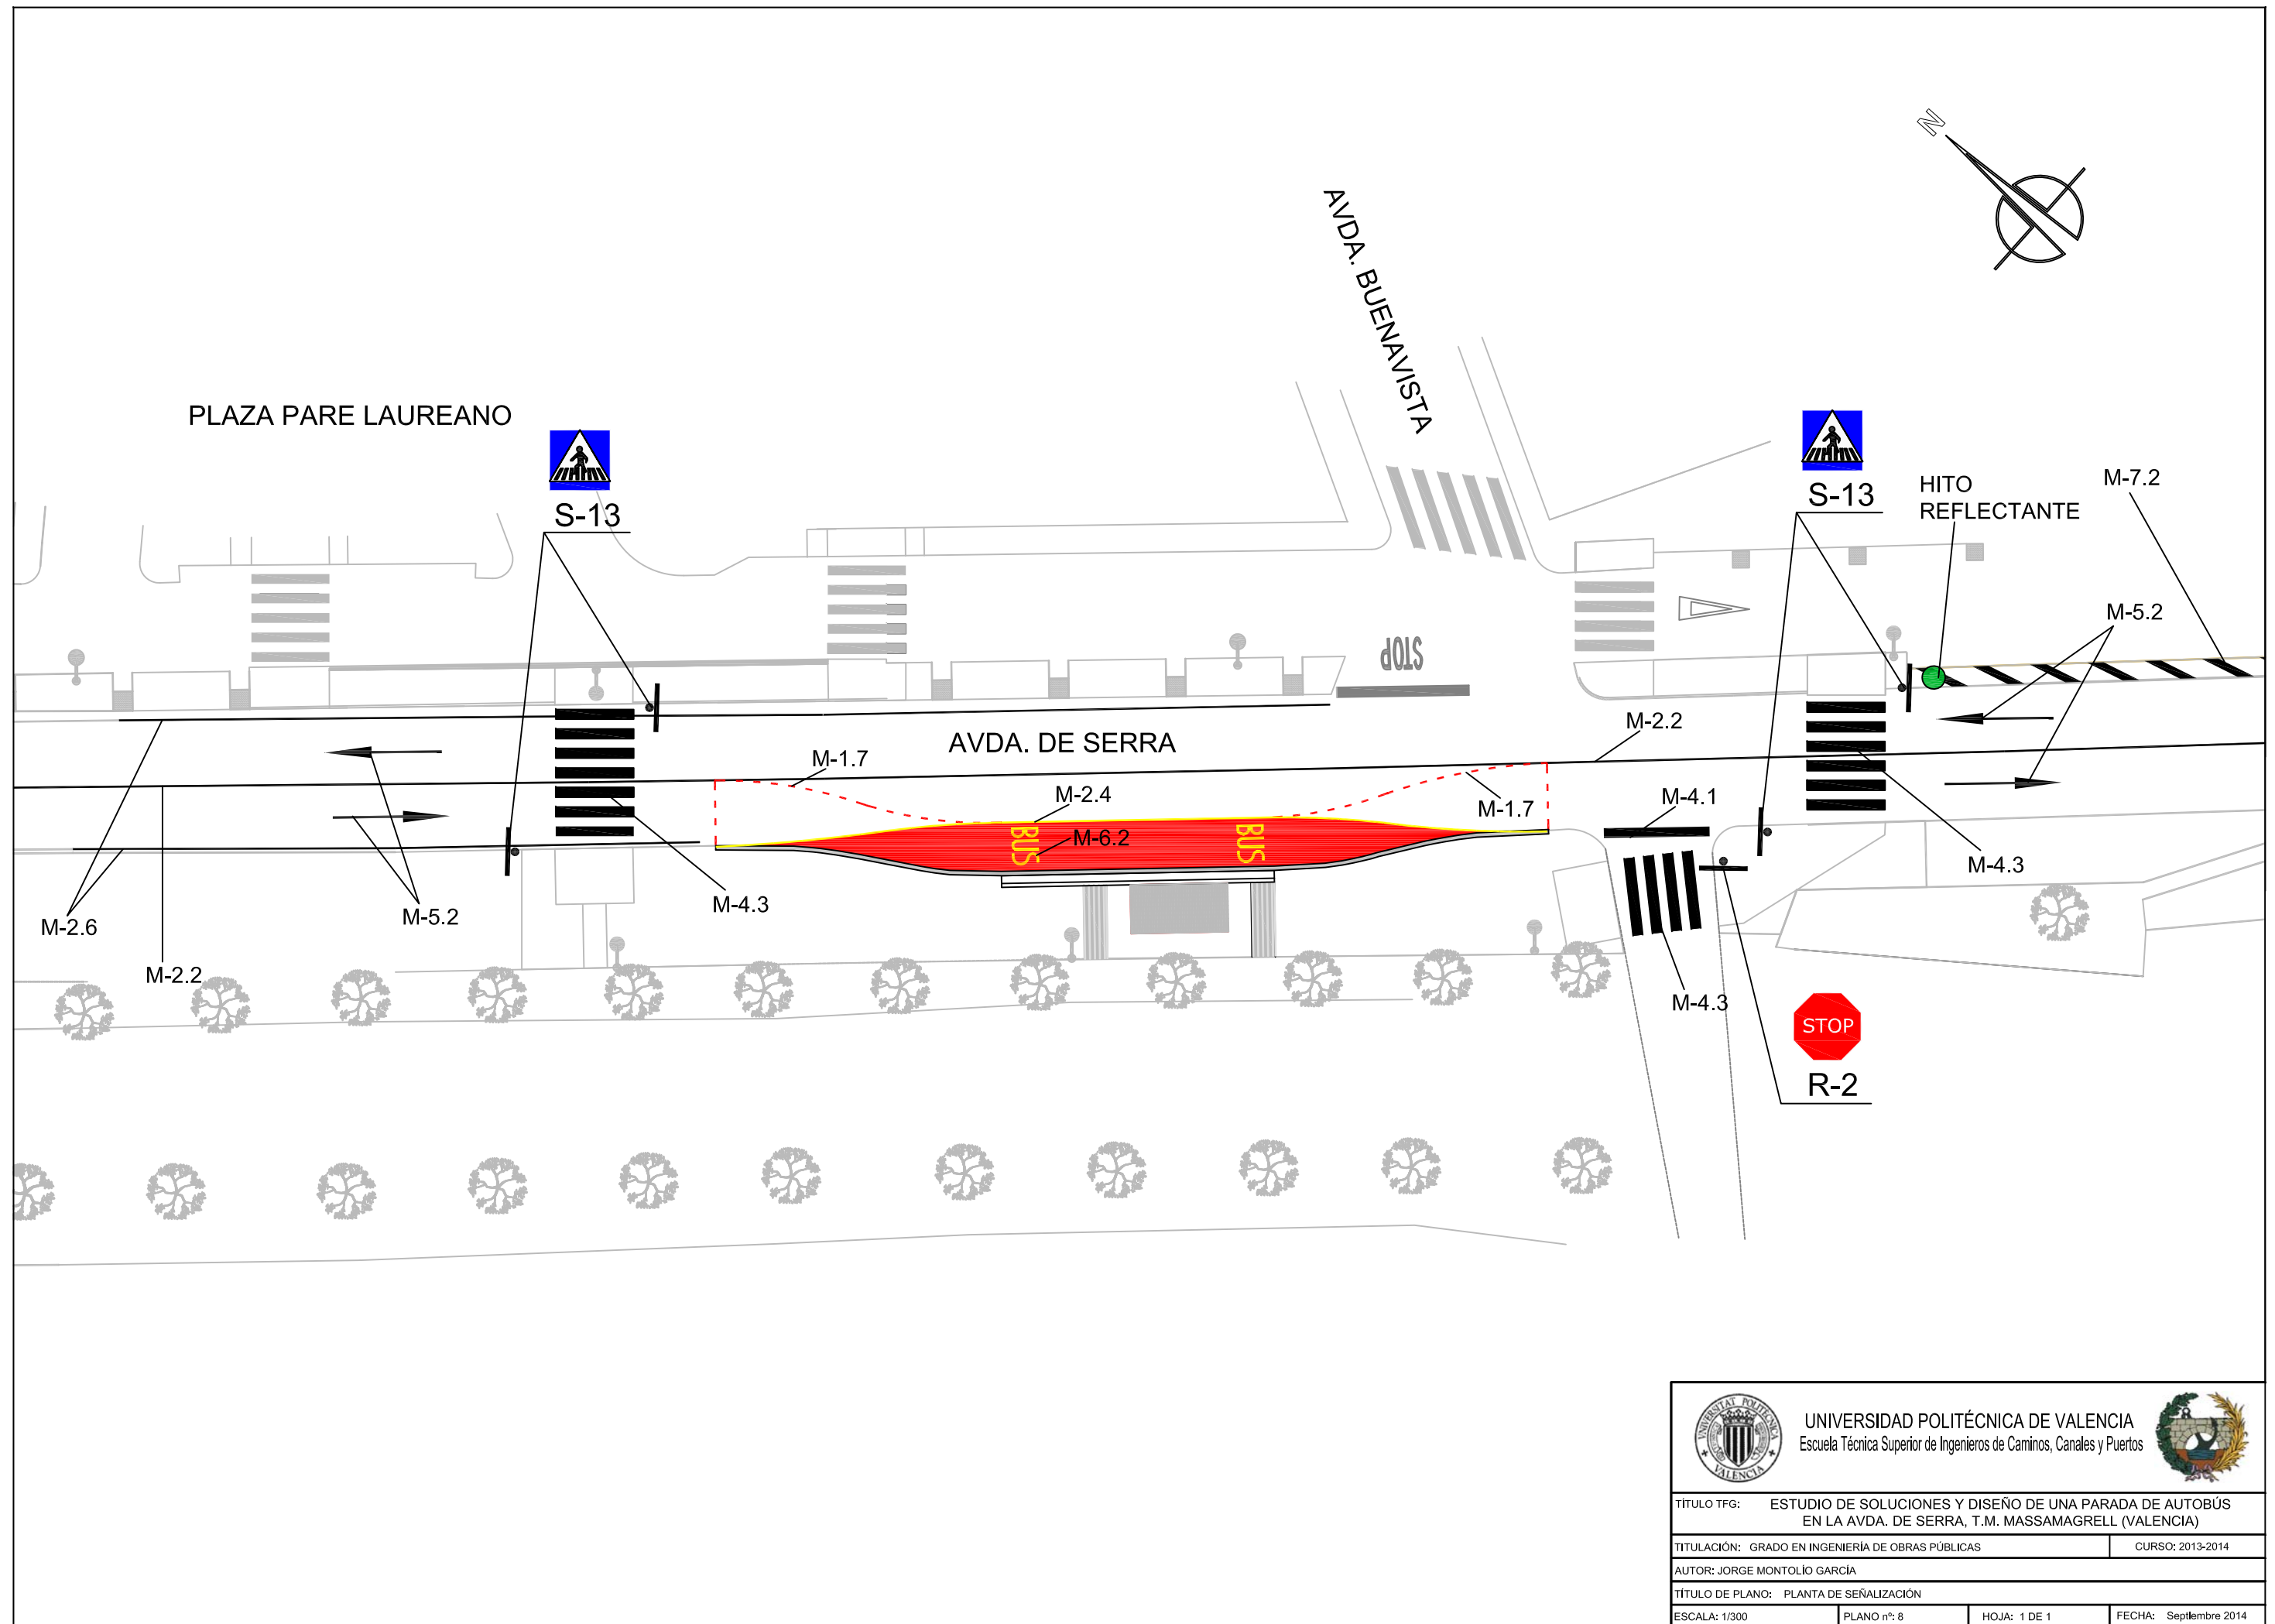 N
AVDA. BUENAVISTA
PLAZA PARE LAUREANO
S-13
S-13
HITO
REFLECTANTE
M-7.2
M-5.2
STOP
M-2.2
AVDA. DE SERRA
M-1.7
M-2.4
M-1.7
M-4.1
BUS
M-6.2
BUS
M-4.3
M-4.3
M-5.2
M-2.6
M-2.2
M-4.3
STOP
R-2
UNIVERSITAT POLITÈCNICA
VALENCIA
UNIVERSIDAD POLITÉCNICA DE VALENCIA
Escuela Técnica Superior de Ingenieros de Caminos, Canales y Puertos
TÍTULO TFG: ESTUDIO DE SOLUCIONES Y DISEÑO DE UNA PARADA DE AUTOBÚS
EN LA AVDA. DE SERRA, T.M. MASSAMAGRELL (VALENCIA)
TITULACIÓN: GRADO EN INGENIERÍA DE OBRAS PÚBLICAS CURSO: 2013-2014
AUTOR: JORGE MONTOLÍO GARCÍA
TÍTULO DE PLANO: PLANTA DE SEÑALIZACIÓN
ESCALA: 1/300 PLANO nº: 8 HOJA: 1 DE 1 FECHA: Septiembre 2014